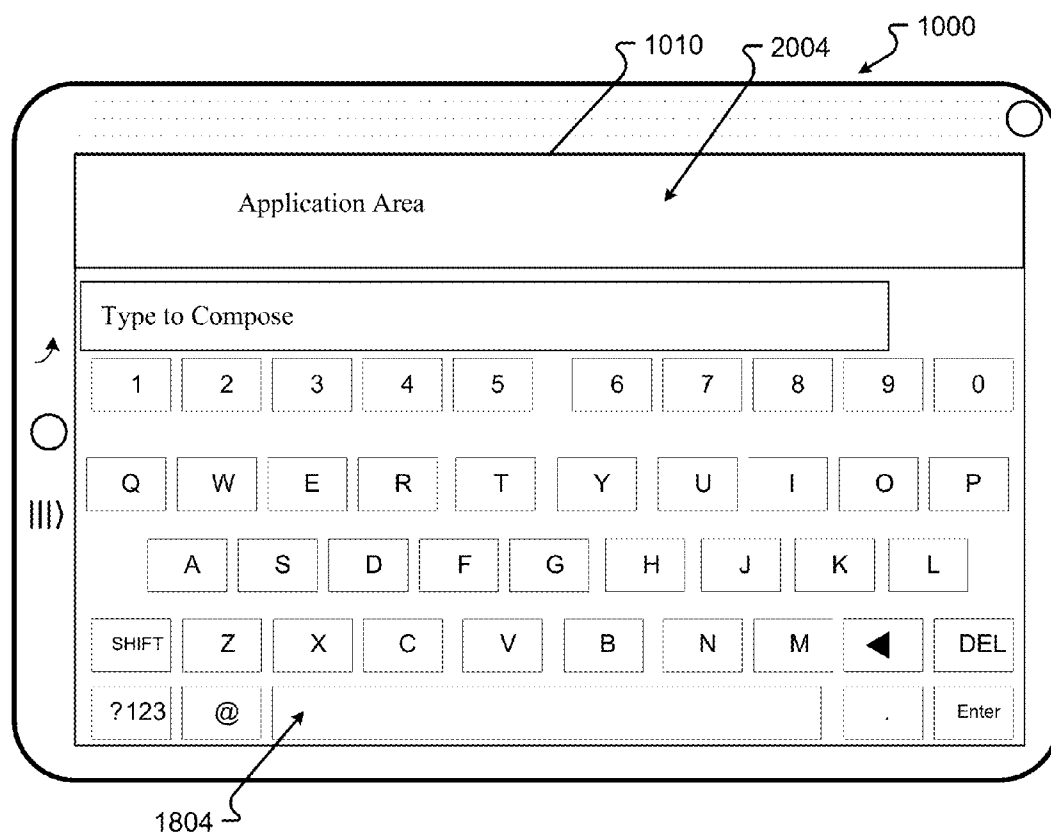 1000
1010 2004
Application Area
Type to Compose
1 2 3 4 5 6 7 8 9 0
Q W E R T Y U I O P
A S D F G H J K L
SHIFT Z X C V B N M ◀ DEL
?123 @ . Enter
1804